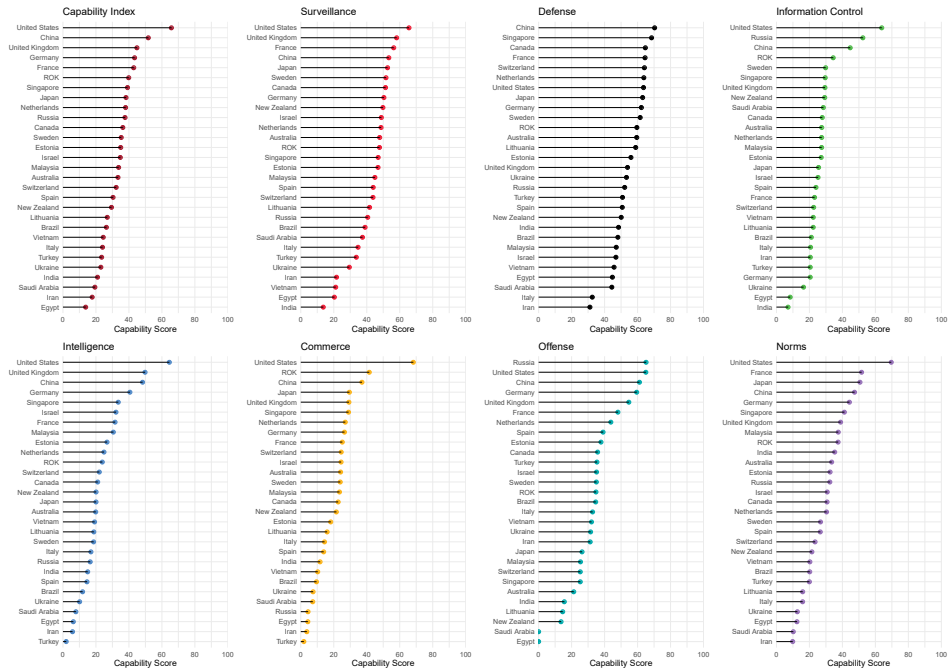 Capability Index
United States
China
United Kingdom
Germany
France
ROK
Singapore
Japan
Netherlands
Russia
Canada
Sweden
Estonia
Israel
Malaysia
Australia
Switzerland
Spain
New Zealand
Lithuania
Brazil
Vietnam
Italy
Turkey
Ukraine
India
Saudi Arabia
Iran
Egypt
0 20 40 60 80 100
Capability Score
Surveillance
United States
United Kingdom
France
China
Japan
Sweden
Canada
Germany
New Zealand
Israel
Netherlands
Australia
ROK
Singapore
Estonia
Malaysia
Spain
Switzerland
Lithuania
Russia
Brazil
Saudi Arabia
Italy
Turkey
Ukraine
Iran
Vietnam
Egypt
India
0 20 40 60 80 100
Capability Score
Defense
China
Singapore
Canada
France
Switzerland
Netherlands
United States
Japan
Germany
Sweden
ROK
Australia
Lithuania
Estonia
United Kingdom
Ukraine
Russia
Turkey
Spain
New Zealand
India
Brazil
Malaysia
Israel
Vietnam
Egypt
Saudi Arabia
Italy
Iran
0 20 40 60 80 100
Capability Score
Information Control
United States
Russia
China
ROK
Sweden
Singapore
United Kingdom
New Zealand
Saudi Arabia
Canada
Australia
Netherlands
Malaysia
Estonia
Japan
Israel
Spain
France
Switzerland
Vietnam
Lithuania
Brazil
Italy
Iran
Turkey
Germany
Ukraine
Egypt
India
0 20 40 60 80 100
Capability Score
Intelligence
United States
United Kingdom
China
Germany
Singapore
Israel
France
Malaysia
Estonia
Netherlands
ROK
Switzerland
Canada
New Zealand
Japan
Australia
Vietnam
Lithuania
Sweden
Italy
Russia
India
Spain
Brazil
Ukraine
Saudi Arabia
Egypt
Iran
Turkey
0 20 40 60 80 100
Capability Score
Commerce
United States
ROK
China
Japan
United Kingdom
Singapore
Netherlands
Germany
France
Switzerland
Israel
Australia
Sweden
Malaysia
Canada
New Zealand
Estonia
Lithuania
Italy
Spain
India
Vietnam
Brazil
Ukraine
Saudi Arabia
Russia
Egypt
Iran
Turkey
0 20 40 60 80 100
Capability Score
Offense
Russia
United States
China
Germany
United Kingdom
France
Netherlands
Spain
Estonia
Canada
Turkey
Israel
Sweden
ROK
Brazil
Italy
Vietnam
Ukraine
Iran
Japan
Malaysia
Switzerland
Singapore
Australia
India
Lithuania
New Zealand
Saudi Arabia
Egypt
0 20 40 60 80 100
Capability Score
Norms
United States
France
Japan
China
Germany
Singapore
United Kingdom
Malaysia
ROK
India
Australia
Estonia
Russia
Israel
Canada
Netherlands
Sweden
Spain
Switzerland
New Zealand
Vietnam
Brazil
Turkey
Lithuania
Italy
Ukraine
Egypt
Saudi Arabia
Iran
0 20 40 60 80 100
Capability Score